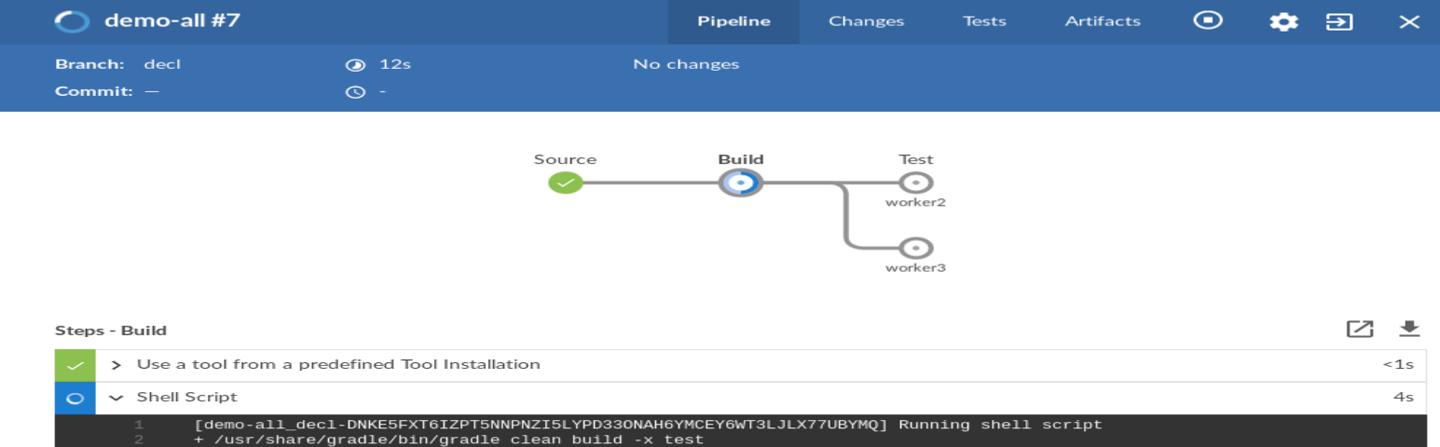 demo-all #7 Pipeline Changes Tests Artifacts
Branch: decl 12s No changes
Commit: — -
Source Build Test
worker2
worker3
Steps - Build
Use a tool from a predefined Tool Installation <1s
Shell Script 4s
1 [demo-all_decl-DNKE5FXT6IZPT5NNPNZI5LYPD33ONAH6YMCEY6WT3LJLX77UBYMQ] Running shell script
2 + /usr/share/gradle/bin/gradle clean build -x test